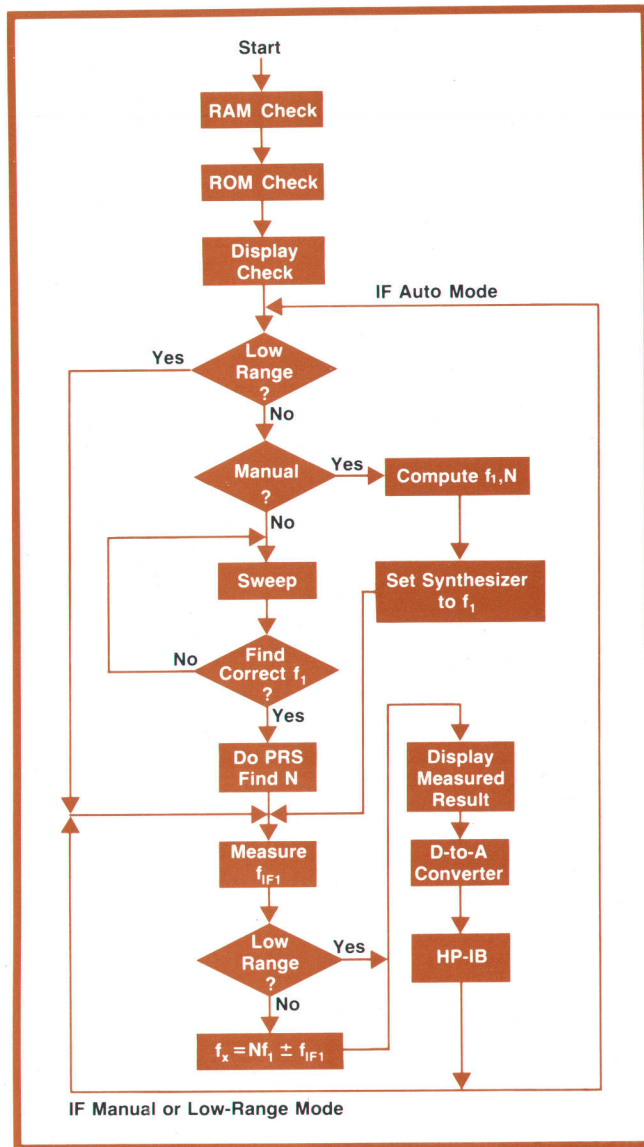 Start
RAM Check
ROM Check
Display
Check
IF Auto Mode
Yes
Low
Range
?
No
Manual
?
Yes
Compute f₁,N
No
Sweep
Set Synthesizer
to f₁
No
Find
Correct f₁
?
Yes
Do PRS
Find N
Display
Measured
Result
Measure
f_IF1
D-to-A
Converter
Low
Range
?
Yes
HP-IB
No
fₓ = Nf₁ ± f_IF1
IF Manual or Low-Range Mode